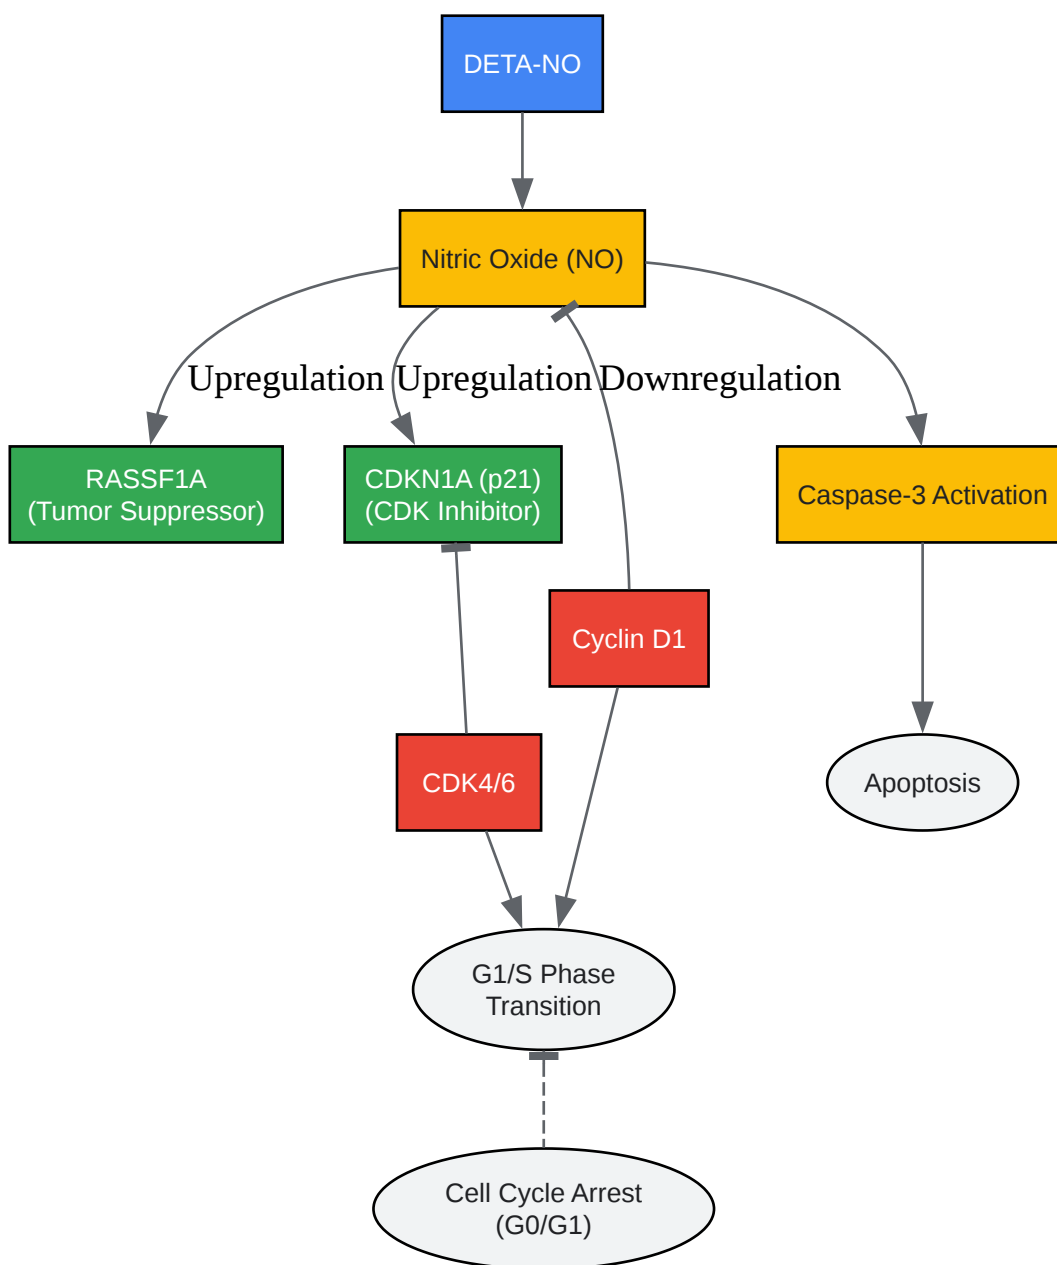 DETA-NO
Nitric Oxide (NO)
Upregulation
Upregulation
Downregulation
RASSF1A
(Tumor Suppressor)
CDKN1A (p21)
(CDK Inhibitor)
Caspase-3 Activation
Cyclin D1
CDK4/6
Apoptosis
G1/S Phase
Transition
Cell Cycle Arrest
(G0/G1)